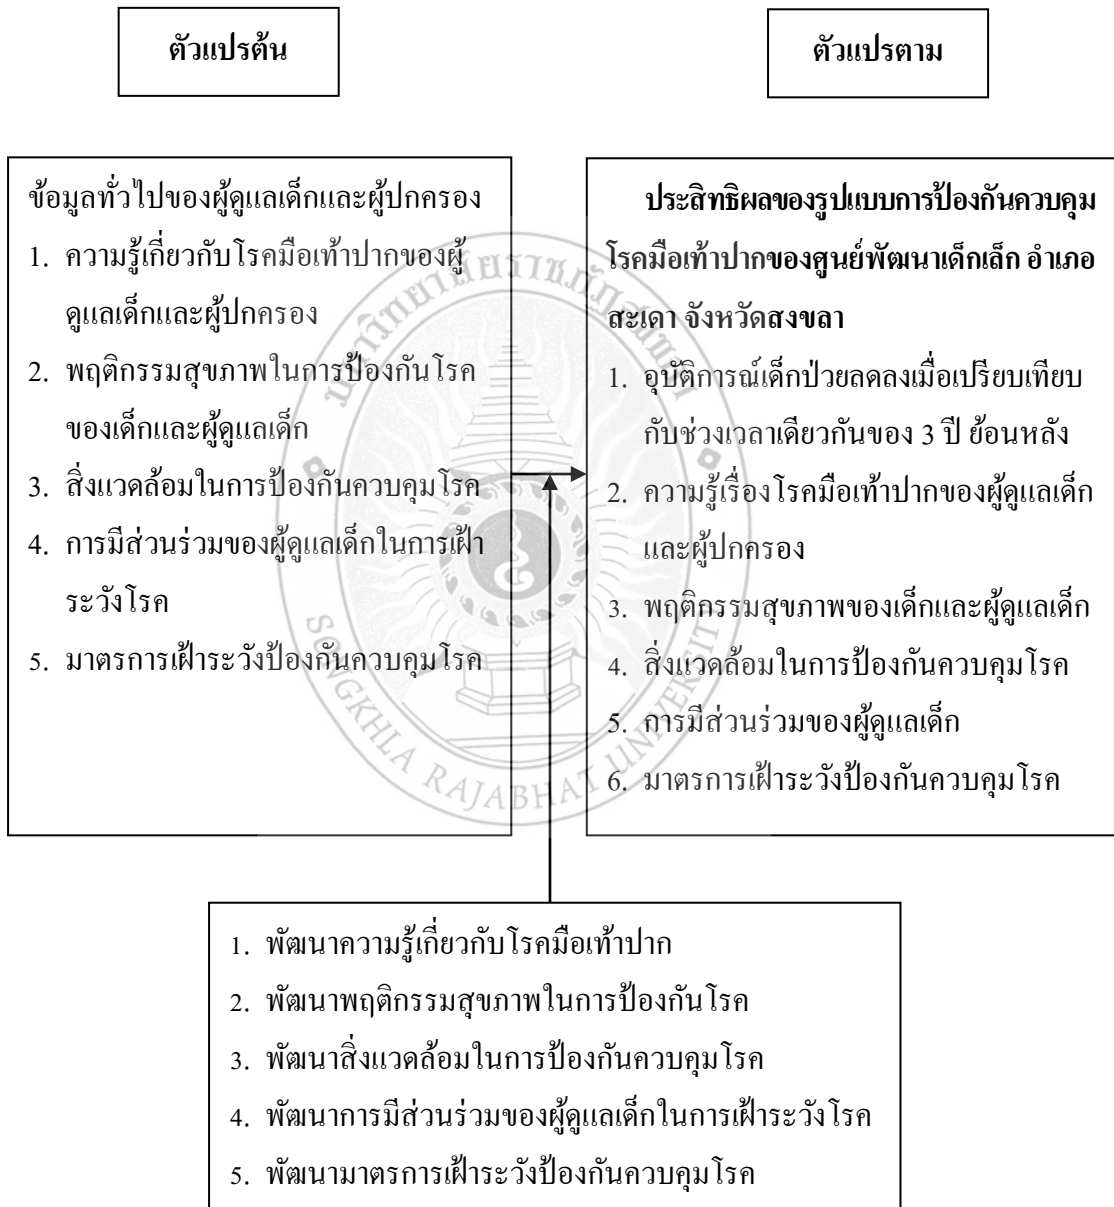 ตัวแปรต้น
ตัวแปรตาม
ข้อมูลทั่วไปของผู้ดูแลเด็กและผู้ปกครอง
1. ความรู้เกี่ยวกับโรคมือเท้าปากของผู้
ดูแลเด็กและผู้ปกครอง
2. พฤติกรรมสุขภาพในการป้องกันโรค
ของเด็กและผู้ดูแลเด็ก
3. สิ่งแวดล้อมในการป้องกันควบคุมโรค
4. การมีส่วนร่วมของผู้ดูแลเด็กในการเฝ้า
ระวังโรค
5. มาตรการเฝ้าระวังป้องกันควบคุมโรค
ประสิทธิผลของรูปแบบการป้องกันควบคุม
โรคมือเท้าปากของศูนย์พัฒนาเด็กเล็ก อำเภอ
สะเดา จังหวัดสงขลา
1. อุบัติการณ์เด็กป่วยลดลงเมื่อเปรียบเทียบ
กับช่วงเวลาเดียวกันของ 3 ปี ย้อนหลัง
2. ความรู้เรื่องโรคมือเท้าปากของผู้ดูแลเด็ก
และผู้ปกครอง
3. พฤติกรรมสุขภาพของเด็กและผู้ดูแลเด็ก
4. สิ่งแวดล้อมในการป้องกันควบคุมโรค
5. การมีส่วนร่วมของผู้ดูแลเด็ก
6. มาตรการเฝ้าระวังป้องกันควบคุมโรค
มหาวิทยาลัยราชภัฏสงขลา
SONGKHLA RAJABHAT UNIVERSIT
1. พัฒนาความรู้เกี่ยวกับโรคมือเท้าปาก
2. พัฒนาพฤติกรรมสุขภาพในการป้องกันโรค
3. พัฒนาสิ่งแวดล้อมในการป้องกันควบคุมโรค
4. พัฒนาการมีส่วนร่วมของผู้ดูแลเด็กในการเฝ้าระวังโรค
5. พัฒนามาตรการเฝ้าระวังป้องกันควบคุมโรค